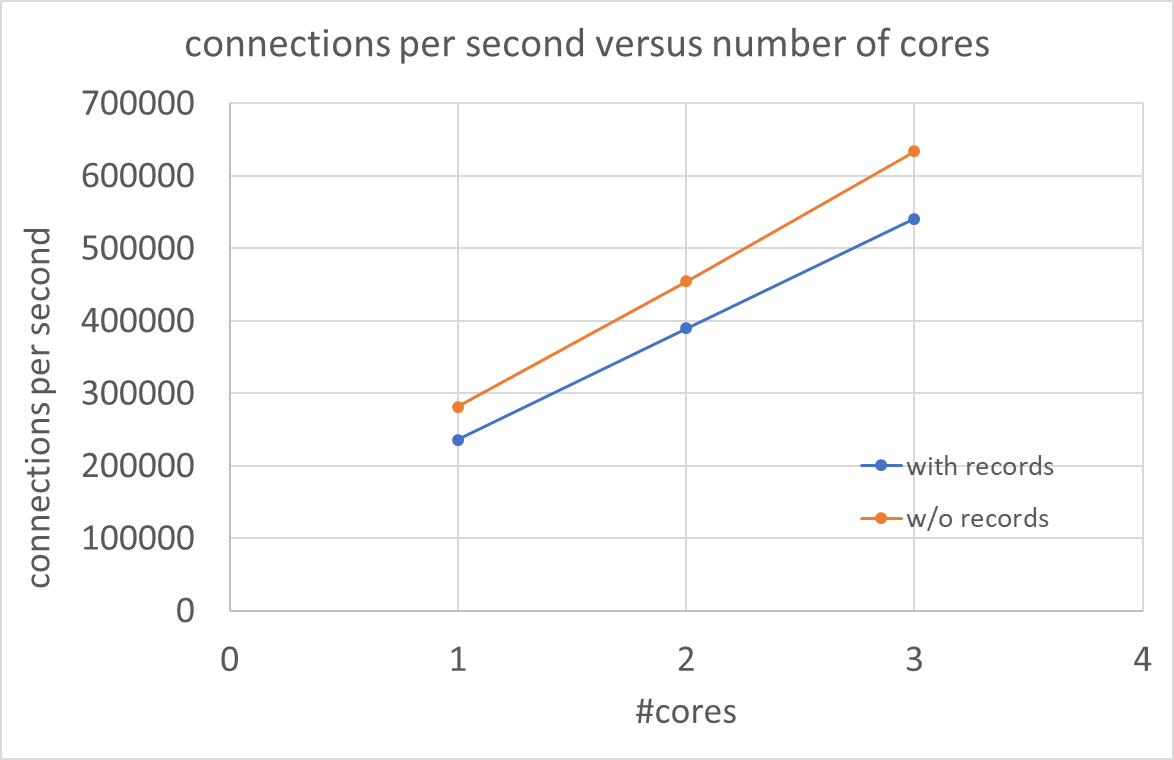 connections per second versus number of cores
700000
600000
500000
400000
300000
200000
100000
0
connections per second
with records
w/o records
0 1 2 3 4
#cores